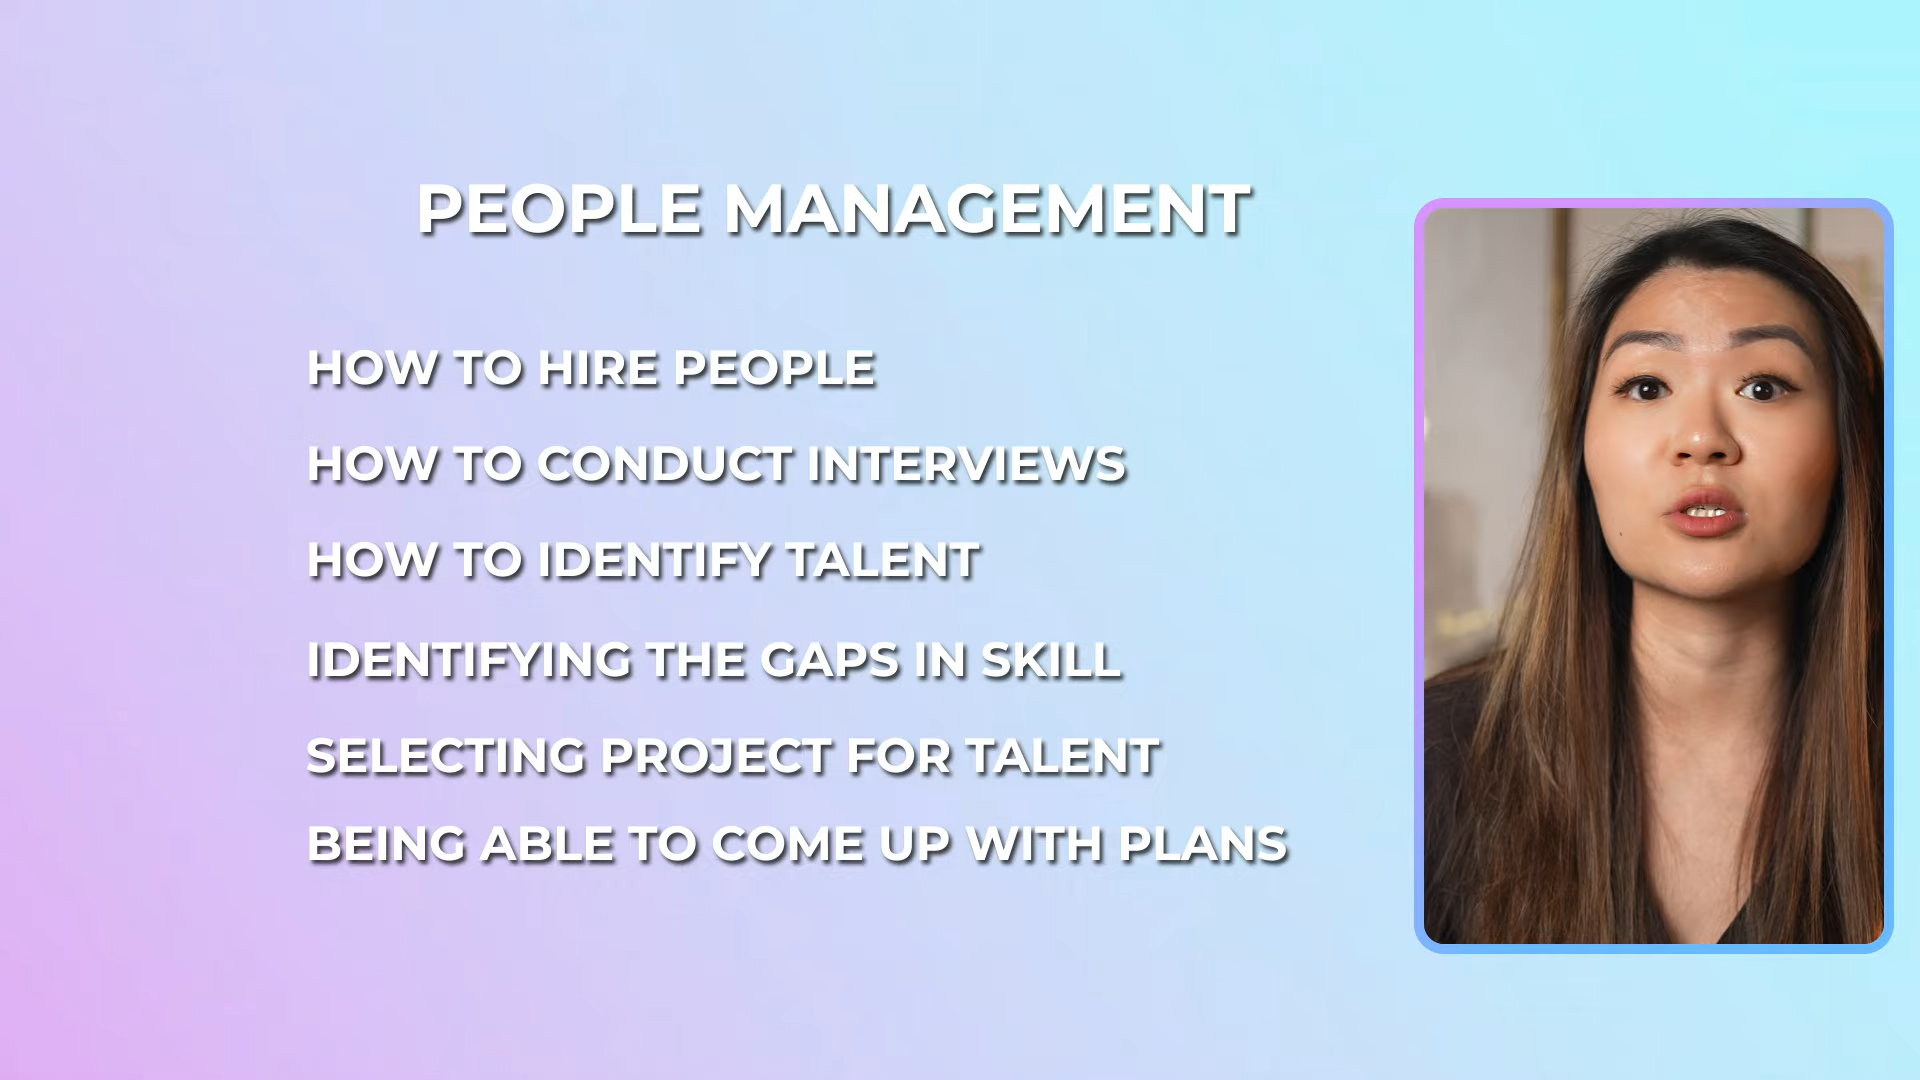 PEOPLE MANAGEMENT
HOW TO HIRE PEOPLE
HOW TO CONDUCT INTERVIEWS
HOW TO IDENTIFY TALENT
IDENTIFYING THE GAPS IN SKILL
SELECTING PROJECT FOR TALENT
BEING ABLE TO COME UP WITH PLANS